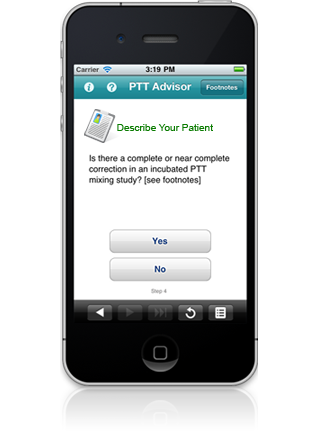 Carrier 3:19 PM
PTT Advisor Footnotes
Describe Your Patient
Is there a complete or near complete
correction in an incubated PTT
mixing study? [see footnotes]
Yes
No
Step 4